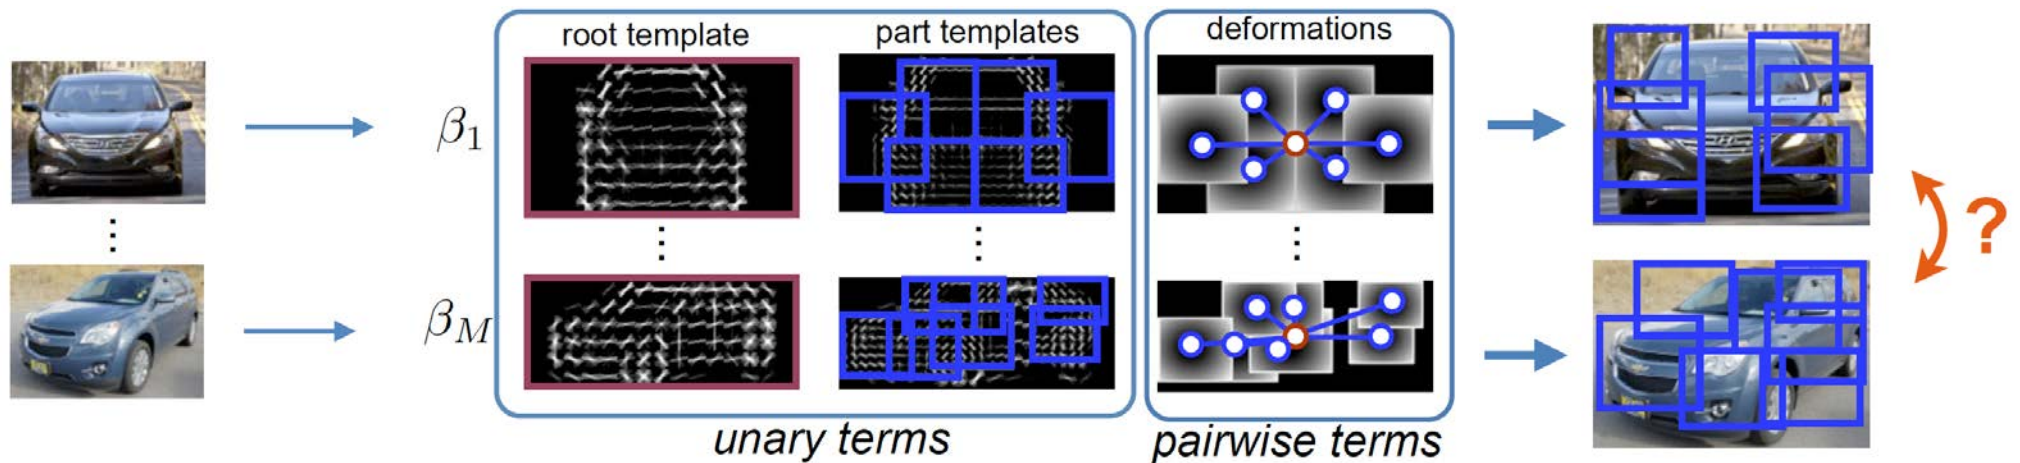 root template
part templates
deformations
β1
βM
unary terms
pairwise terms
?